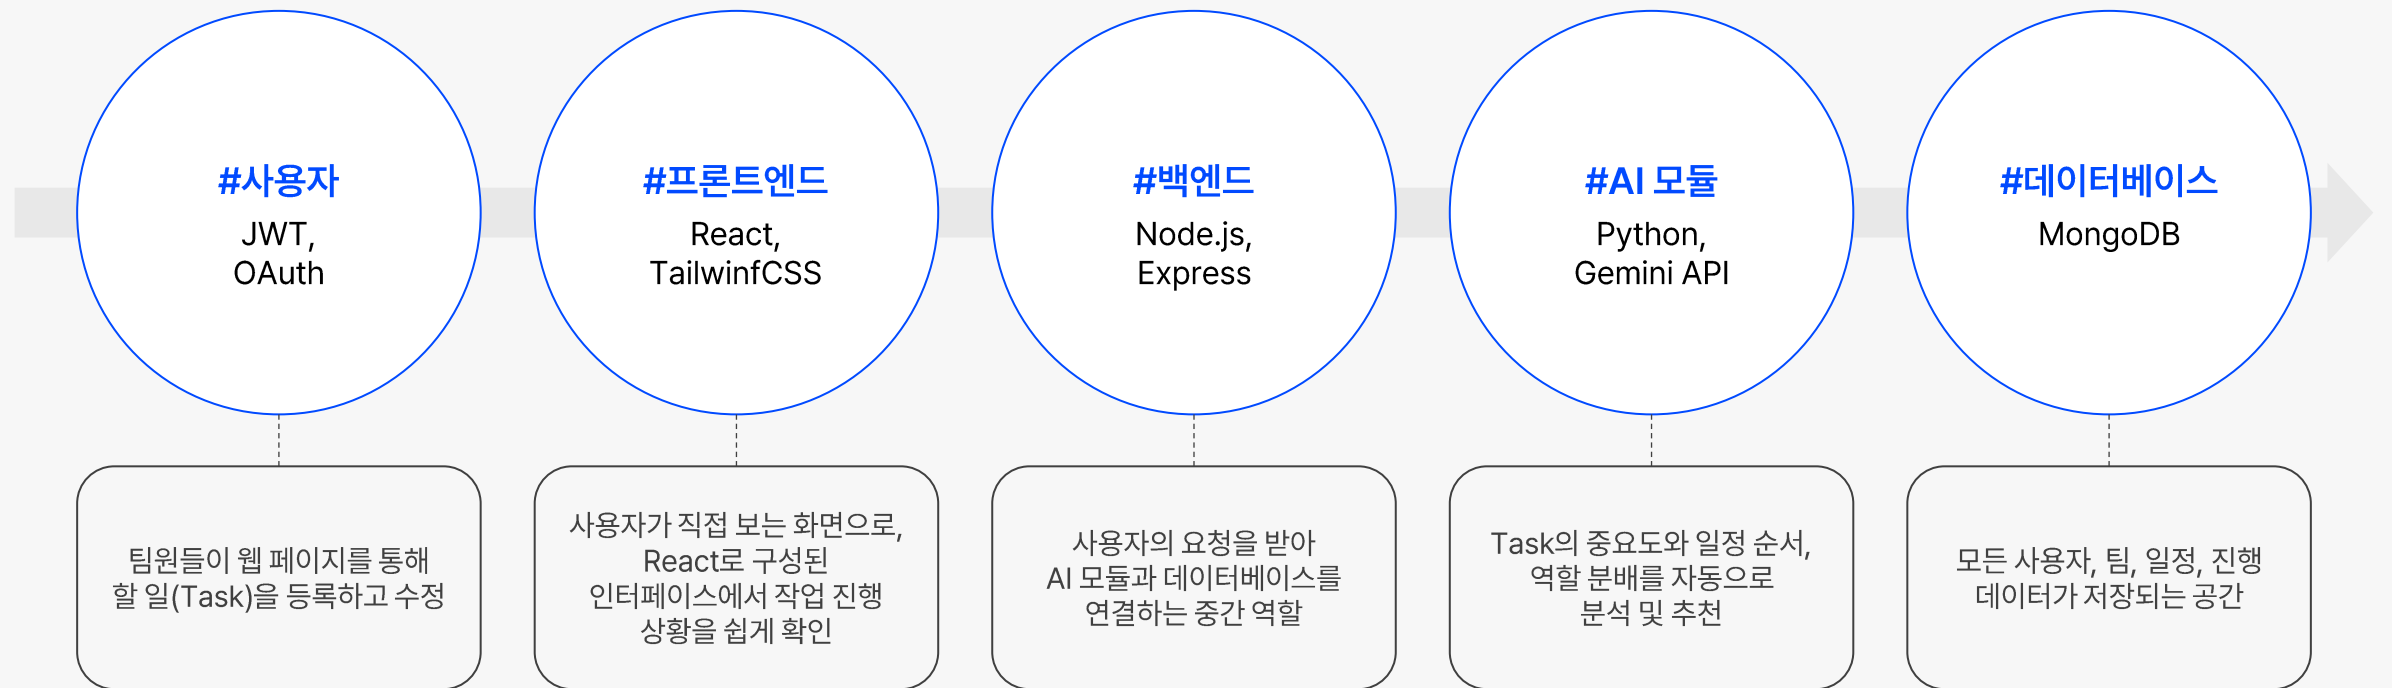 #사용자
JWT,
OAuth
#프론트엔드
React,
TailwinfCSS
#백엔드
Node.js,
Express
#AI 모듈
Python,
Gemini API
#데이터베이스
MongoDB
팀원들이 웹 페이지를 통해
할 일(Task)을 등록하고 수정
사용자가 직접 보는 화면으로,
React로 구성된
인터페이스에서 작업 진행
상황을 쉽게 확인
사용자의 요청을 받아
AI 모듈과 데이터베이스를
연결하는 중간 역할
Task의 중요도와 일정 순서,
역할 분배를 자동으로
분석 및 추천
모든 사용자, 팀, 일정, 진행
데이터가 저장되는 공간